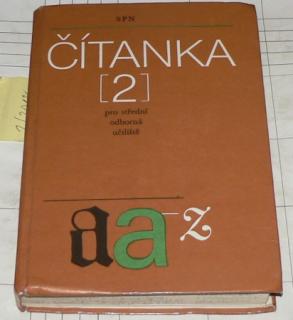 SPN
ČÍTANKA
[2]
pro střední
odborná
učiliště
a a - z